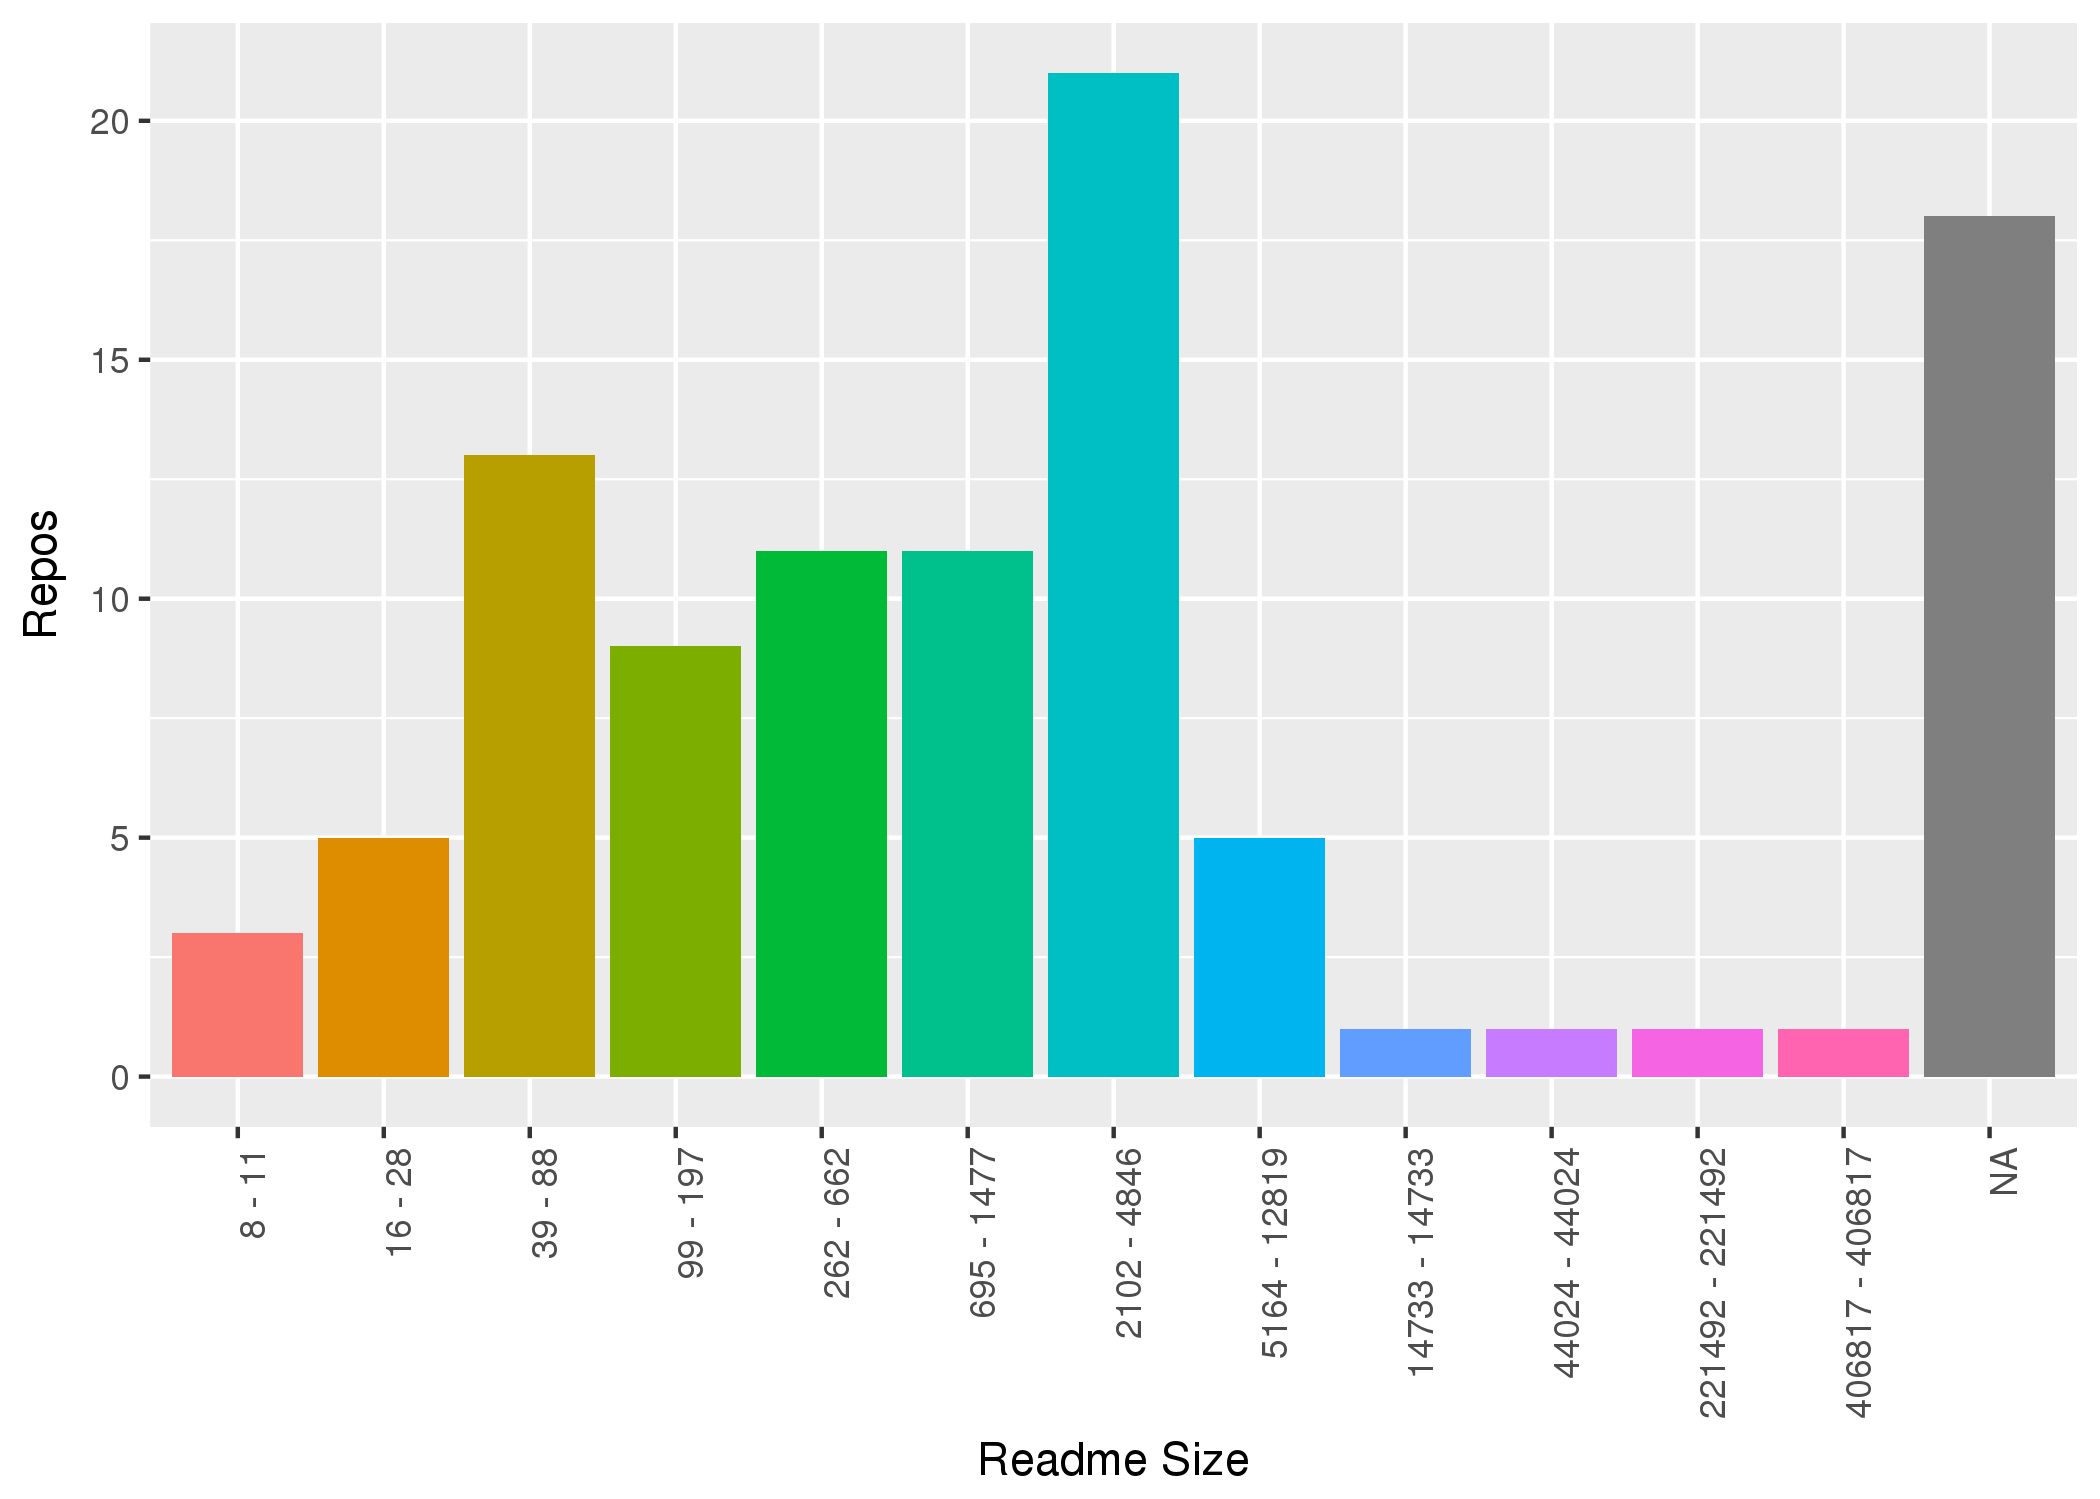 Repos
20
15
10
5
0
8 - 11
16 - 28
39 - 88
99 - 197
262 - 662
695 - 1477
2102 - 4846
5164 - 12819
14733 - 14733
44024 - 44024
221492 - 221492
406817 - 406817
NA
Readme Size